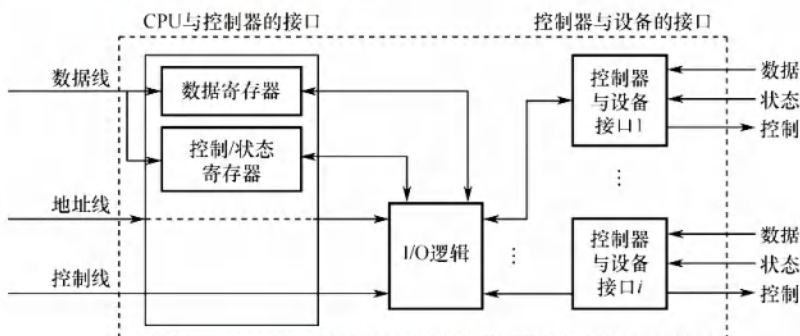 CPU与控制器的接口
控制器与设备的接口
数据线
数据寄存器
控制/状态
寄存器
地址线
控制线
I/O逻辑
控制器
与设备
接口1
数据
状态
控制
⋮
⋮
控制器
与设备
接口i
数据
状态
控制